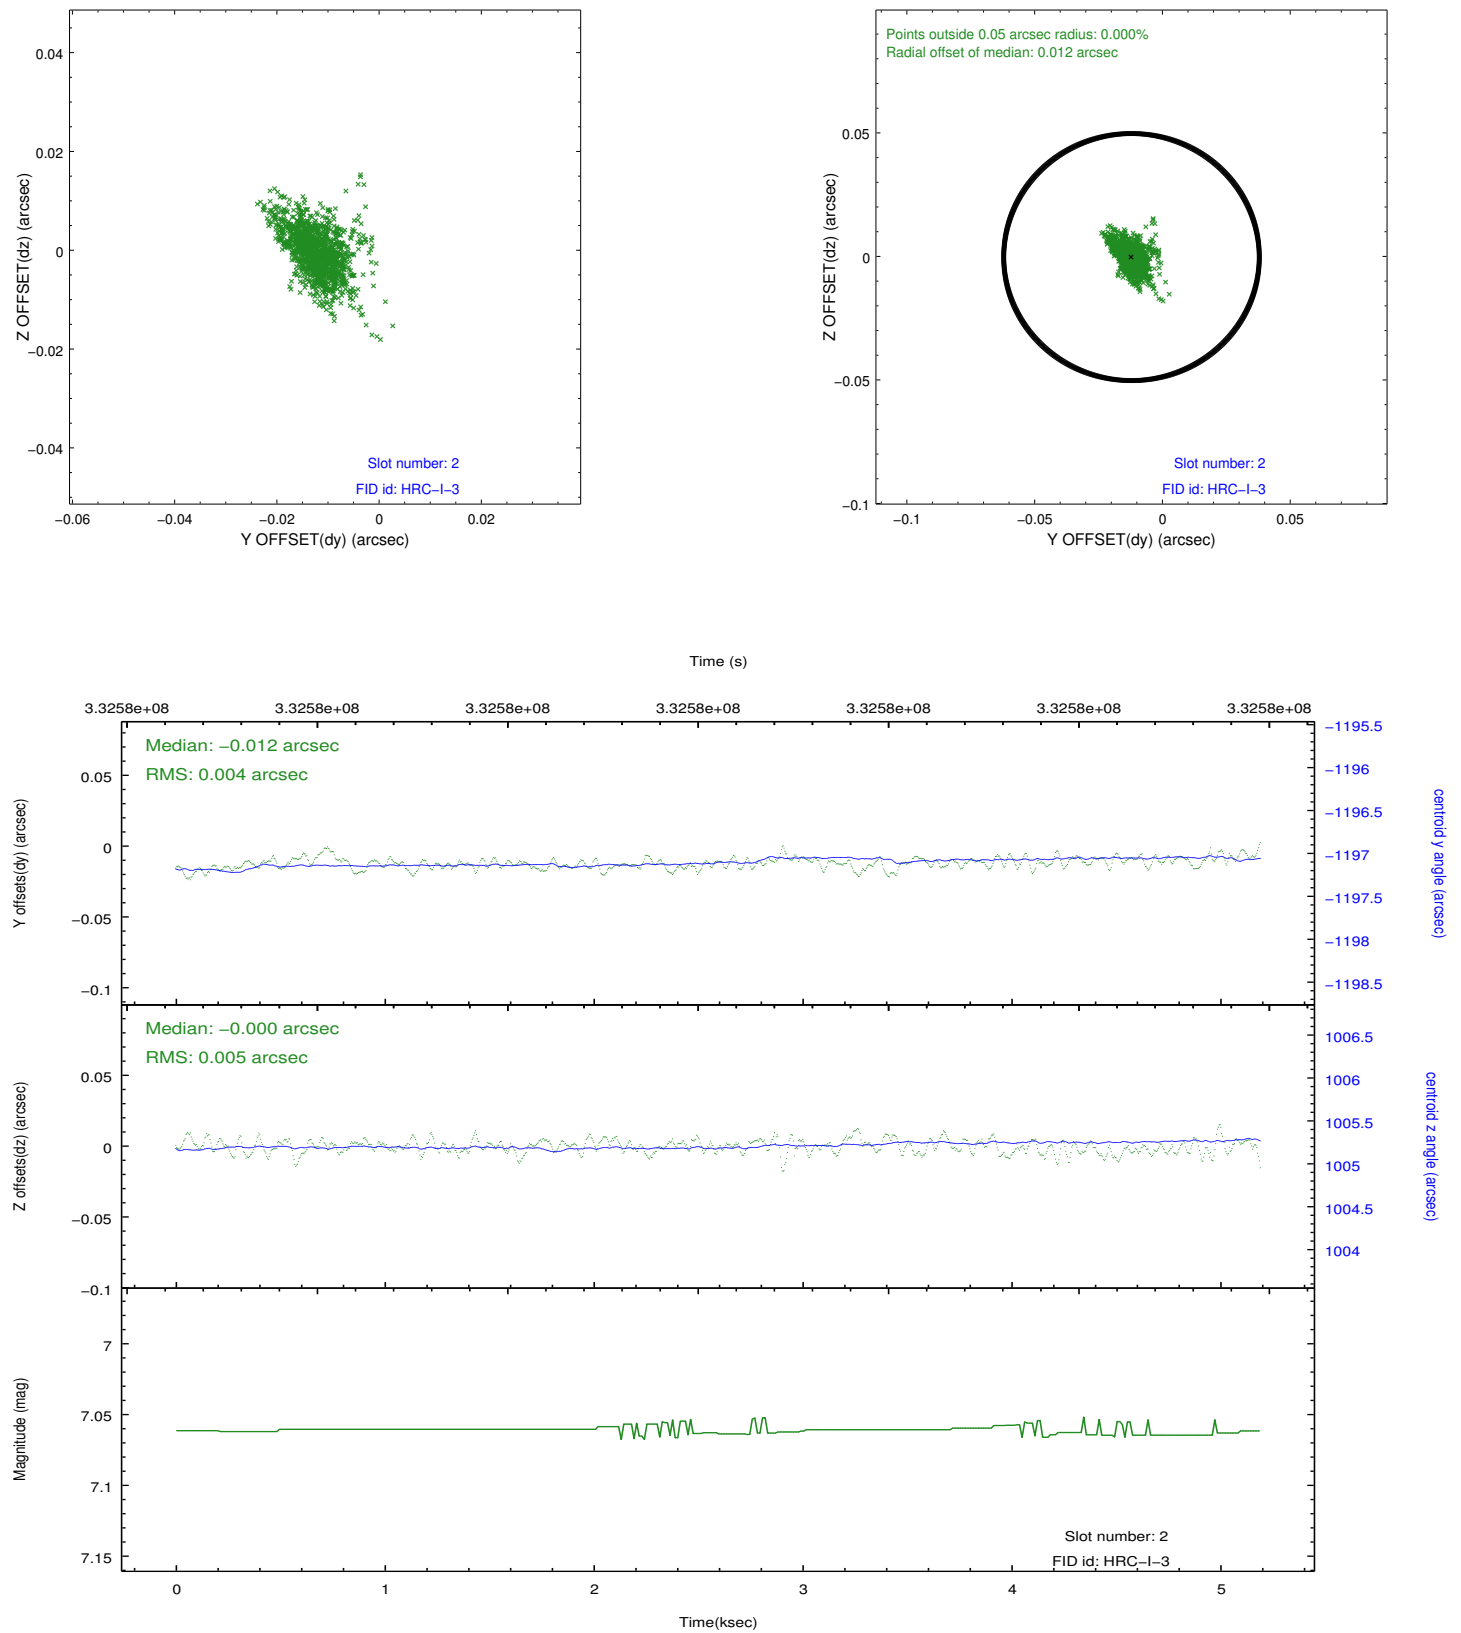 0.04
0.02
0
−0.02
−0.04
Z OFFSET(dz) (arcsec)
Slot number: 2
FID id: HRC−I−3
−0.06
−0.04
−0.02
0
0.02
Y OFFSET(dy) (arcsec)
Points outside 0.05 arcsec radius: 0.000%
Radial offset of median: 0.012 arcsec
0.05
0
−0.05
−0.1
Z OFFSET(dz) (arcsec)
Slot number: 2
FID id: HRC−I−3
−0.1
−0.05
0
0.05
Y OFFSET(dy) (arcsec)
Time (s)
3.3258e+08
3.3258e+08
3.3258e+08
3.3258e+08
3.3258e+08
3.3258e+08
3.3258e+08
Median: −0.012 arcsec
RMS: 0.004 arcsec
0.05
0
−0.05
−0.1
Y offsets(dy) (arcsec)
−1195.5
−1196
−1196.5
−1197
−1197.5
−1198
−1198.5
centroid y angle (arcsec)
Median: −0.000 arcsec
RMS: 0.005 arcsec
0.05
0
−0.05
−0.1
Z offsets(dz) (arcsec)
1006.5
1006
1005.5
1005
1004.5
1004
centroid z angle (arcsec)
7
7.05
7.1
7.15
Magnitude (mag)
Slot number: 2
FID id: HRC−I−3
0
1
2
3
4
5
Time(ksec)